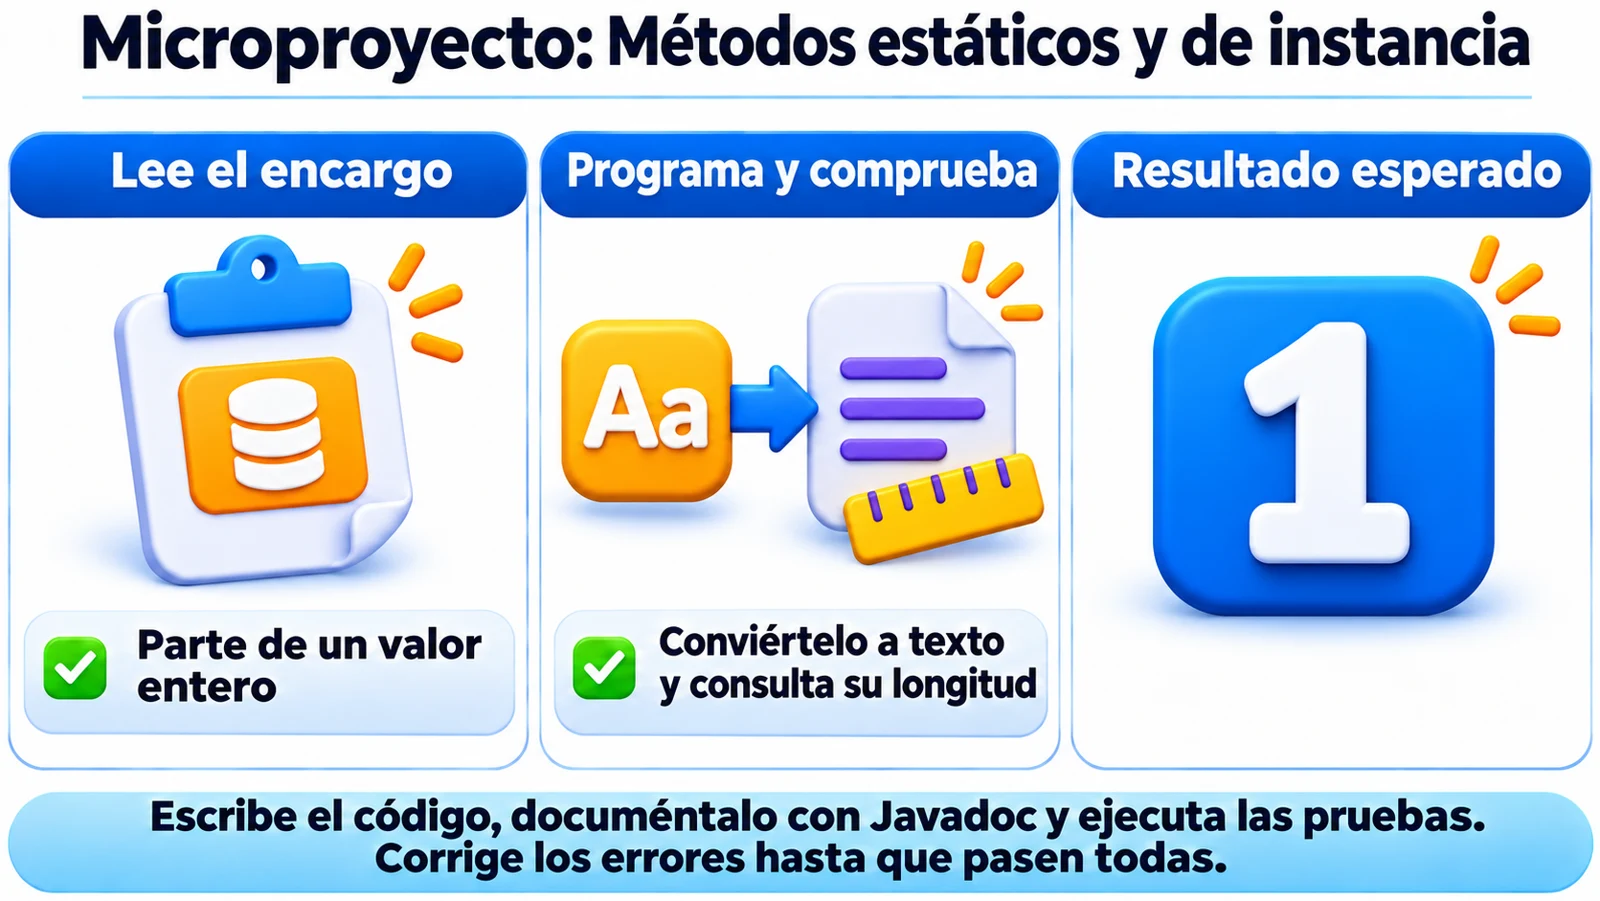 Microproyecto: Métodos estáticos y de instancia
Lee el encargo
Programa y comprueba
Resultado esperado
Aa
1
Parte de un valor
entero
Conviértelo a texto
y consulta su longitud
Escribe el código, documéntalo con Javadoc y ejecuta las pruebas.
Corrige los errores hasta que pasen todas.